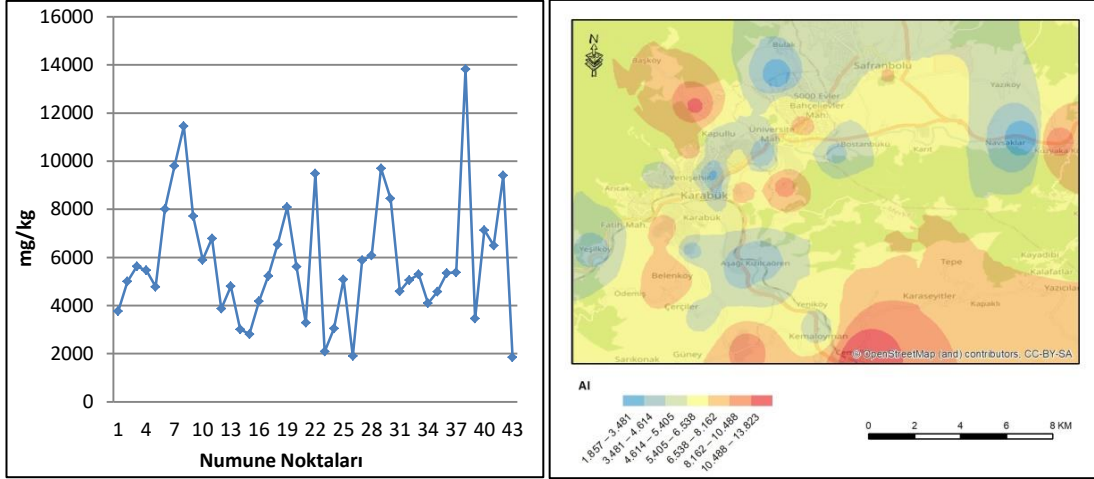 16000
14000
12000
10000
8000
6000
4000
2000
0
mg/kg
1 4 7 10 13 16 19 22 25 28 31 34 37 40 43
Numune Noktaları
N
Bulak
Başköy
Safranbolu
Yazıköy
5000 Evler
Bahçelievler
Mah.
Kapullu
Üniversite
Mah.
Bostanbükü
Karıt
Navsaklar
Yenişehir
Arıcak
Karabük
Karabük
Fatih Mah.
Yeşilköy
Aşağı Kızılcaören
Belenköy
Tepe
Kayadibi
Kalafatlar
Ödemiş
Çerçiler
Karaseyitler
Kapaklı
Yazıcılar
Yeniköy
Kemaloyman
Sarıkonak
Güney
© OpenStreetMap (and) contributors, CC-BY-SA
Al
1.857 – 3.481
3.481 – 4.614
4.614 – 5.405
5.405 – 6.538
6.538 – 8.162
8.162 – 10.488
10.488 – 13.823
0 2 4 6 8 KM